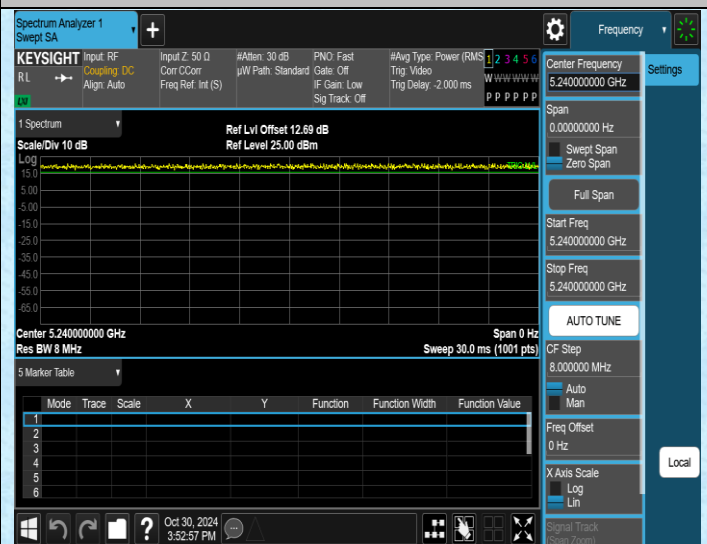 Spectrum Analyzer 1
Swept SA
+
Frequency
KEYSIGHT
RL
LXI
Input: RF
Coupling: DC
Align: Auto
Input Z: 50 Ω
Corr CCorr
Freq Ref: Int (S)
#Atten: 30 dB
µW Path: Standard
PNO: Fast
Gate: Off
IF Gain: Low
Sig Track: Off
#Avg Type: Power (RMS
Trig: Video
Trig Delay: -2.000 ms
1 2 3 4 5 6
W W W W W W
P P P P P P
Center Frequency
5.240000000 GHz
Settings
Span
0.00000000 Hz
Swept Span
Zero Span
Full Span
Start Freq
5.240000000 GHz
Stop Freq
5.240000000 GHz
AUTO TUNE
CF Step
8.000000 MHz
Auto
Man
Freq Offset
0 Hz
X Axis Scale
Log
Lin
Signal Track
(Span Zoom)
Local
1 Spectrum
Scale/Div 10 dB
Ref Lvl Offset 12.69 dB
Ref Level 25.00 dBm
Log
15.0
5.00
-5.00
-15.0
-25.0
-35.0
-45.0
-55.0
-65.0
Center 5.240000000 GHz
Span 0 Hz
Res BW 8 MHz
Sweep 30.0 ms (1001 pts)
5 Marker Table
Mode Trace Scale X Y Function Function Width Function Value
1
2
3
4
5
6
?
Oct 30, 2024
3:52:57 PM